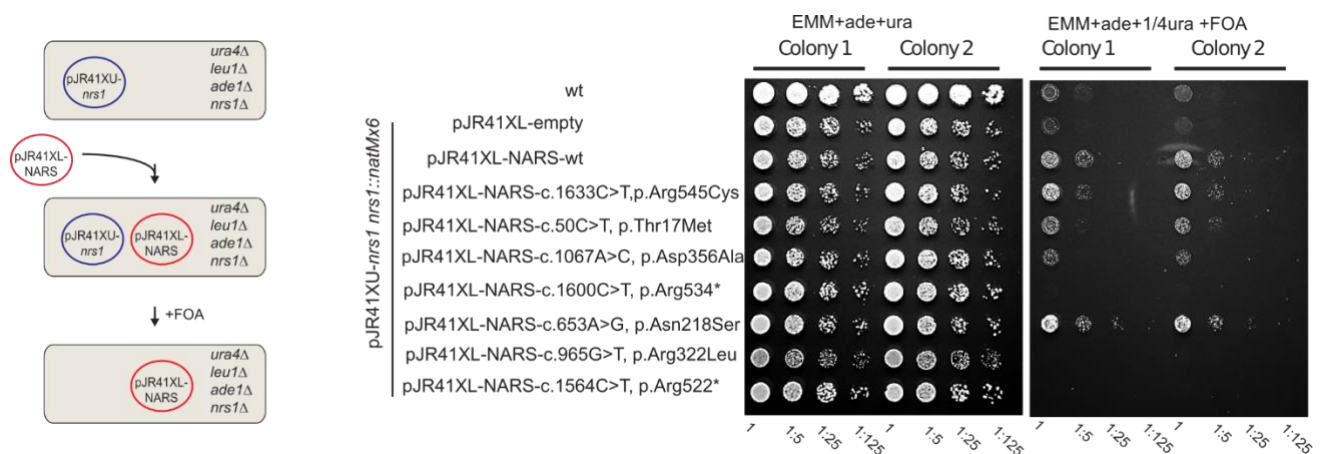 pJR41XU-
nrs1
ura4Δ
leu1Δ
ade1Δ
nrs1Δ
pJR41XL-
NARS
pJR41XU-
nrs1
pJR41XL-
NARS
ura4Δ
leu1Δ
ade1Δ
nrs1Δ
+FOA
pJR41XL-
NARS
ura4Δ
leu1Δ
ade1Δ
nrs1Δ
EMM+ade+ura
Colony 1 Colony 2
EMM+ade+1/4ura +FOA
Colony 1 Colony 2
pJR41XU-nrs1 nrs1::natMx6
wt
pJR41XL-empty
pJR41XL-NARS-wt
pJR41XL-NARS-c.1633C>T,p.Arg545Cys
pJR41XL-NARS-c.50C>T, p.Thr17Met
pJR41XL-NARS-c.1067A>C, p.Asp356Ala
pJR41XL-NARS-c.1600C>T, p.Arg534*
pJR41XL-NARS-c.653A>G, p.Asn218Ser
pJR41XL-NARS-c.965G>T, p.Arg322Leu
pJR41XL-NARS-c.1564C>T, p.Arg522*
1 1:5 1:25 1:125 1 1:5 1:25 1:125
1 1:5 1:25 1:125 1 1:5 1:25 1:125